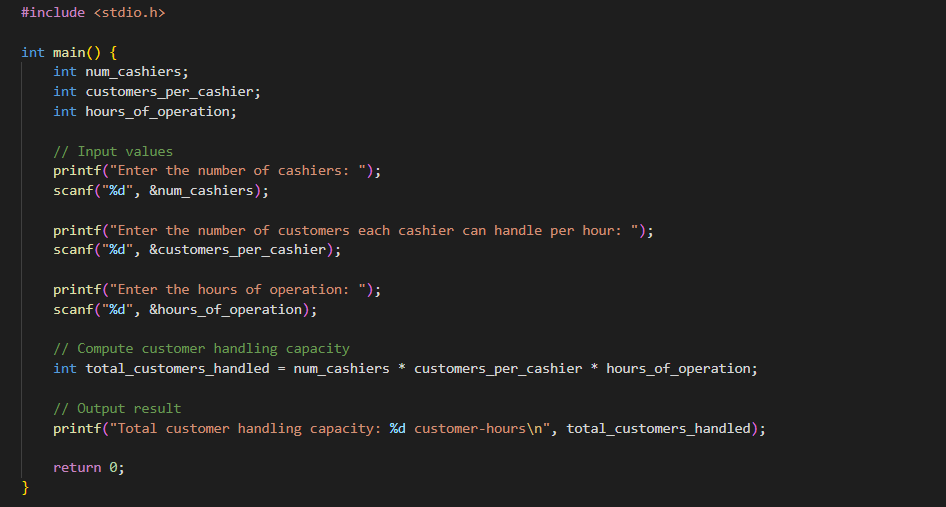 #include <stdio.h>
int main() {
int num_cashiers;
int customers_per_cashier;
int hours_of_operation;
// Input values
printf("Enter the number of cashiers: ");
scanf("%d", &num_cashiers);
printf("Enter the number of customers each cashier can handle per hour: ");
scanf("%d", &customers_per_cashier);
printf("Enter the hours of operation: ");
scanf("%d", &hours_of_operation);
// Compute customer handling capacity
int total_customers_handled = num_cashiers * customers_per_cashier * hours_of_operation;
// Output result
printf("Total customer handling capacity: %d customer-hours\n", total_customers_handled);
return 0;
}